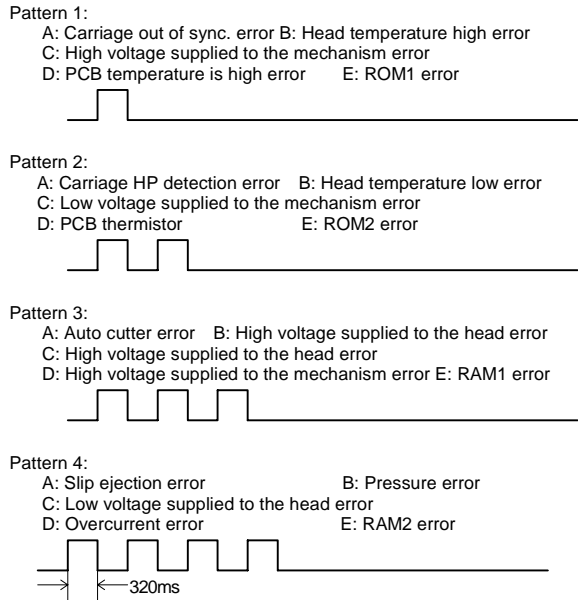 Pattern 1:
A: Carriage out of sync. error B: Head temperature high error
C: High voltage supplied to the mechanism error
D: PCB temperature is high error E: ROM1 error
Pattern 2:
A: Carriage HP detection error B: Head temperature low error
C: Low voltage supplied to the mechanism error
D: PCB thermistor E: ROM2 error
Pattern 3:
A: Auto cutter error B: High voltage supplied to the head error
C: High voltage supplied to the head error
D: High voltage supplied to the mechanism error E: RAM1 error
Pattern 4:
A: Slip ejection error B: Pressure error
C: Low voltage supplied to the head error
D: Overcurrent error E: RAM2 error
320ms